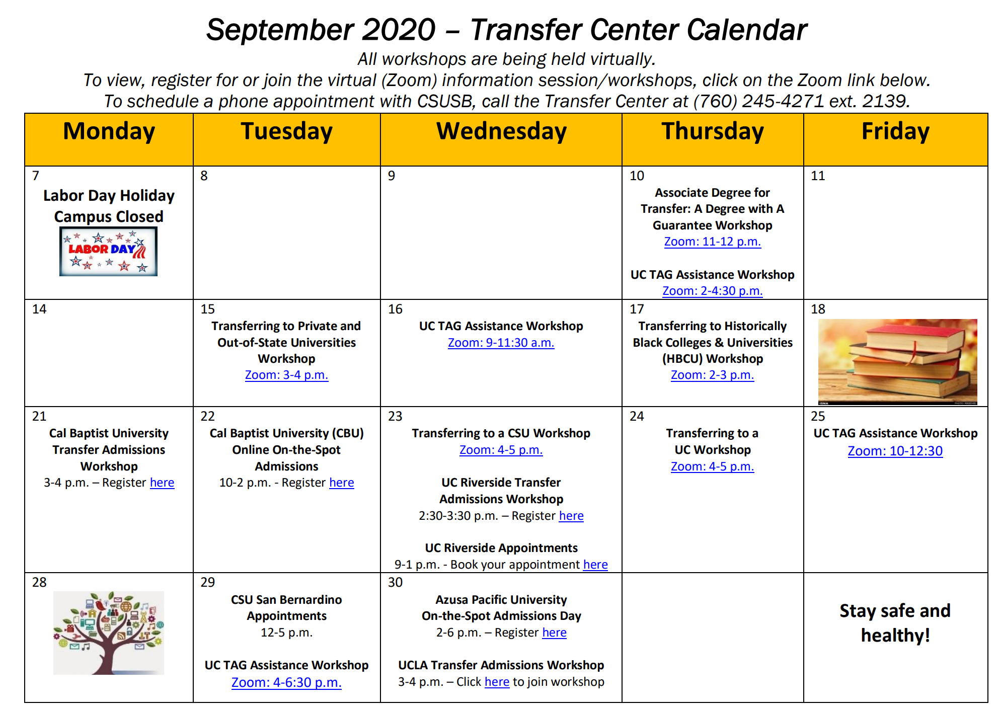 September 2020 – Transfer Center Calendar
All workshops are being held virtually.
To view, register for or join the virtual (Zoom) information session/workshops, click on the Zoom link below.
To schedule a phone appointment with CSUSB, call the Transfer Center at (760) 245-4271 ext. 2139.
Monday
Tuesday
Wednesday
Thursday
Friday
7
Labor Day Holiday
Campus Closed
LABOR DAY
8
9
10
Associate Degree for
Transfer: A Degree with A
Guarantee Workshop
Zoom: 11-12 p.m.
UC TAG Assistance Workshop
Zoom: 2-4:30 p.m.
11
14
15
Transferring to Private and
Out-of-State Universities
Workshop
Zoom: 3-4 p.m.
16
UC TAG Assistance Workshop
Zoom: 9-11:30 a.m.
17
Transferring to Historically
Black Colleges & Universities
(HBCU) Workshop
Zoom: 2-3 p.m.
18
ISNA
21
Cal Baptist University
Transfer Admissions
Workshop
3-4 p.m. – Register here
22
Cal Baptist University (CBU)
Online On-the-Spot
Admissions
10-2 p.m. - Register here
23
Transferring to a CSU Workshop
Zoom: 4-5 p.m.
UC Riverside Transfer
Admissions Workshop
2:30-3:30 p.m. – Register here
UC Riverside Appointments
9-1 p.m. - Book your appointment here
24
Transferring to a
UC Workshop
Zoom: 4-5 p.m.
25
UC TAG Assistance Workshop
Zoom: 10-12:30
28
29
CSU San Bernardino
Appointments
12-5 p.m.
UC TAG Assistance Workshop
Zoom: 4-6:30 p.m.
30
Azusa Pacific University
On-the-Spot Admissions Day
2-6 p.m. – Register here
UCLA Transfer Admissions Workshop
3-4 p.m. – Click here to join workshop
Stay safe and
healthy!